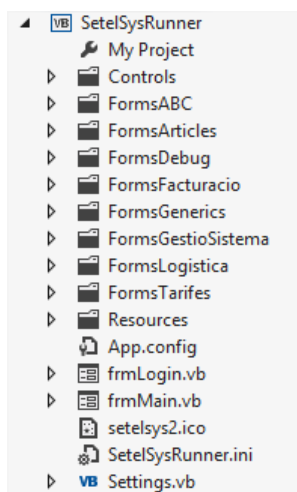 VB SetelSysRunner
My Project
Controls
FormsABC
FormsArticles
FormsDebug
FormsFacturacio
FormsGenerics
FormsGestioSistema
FormsLogistica
FormsTarifes
Resources
App.config
frmLogin.vb
frmMain.vb
setelsys2.ico
SetelSysRunner.ini
VB Settings.vb